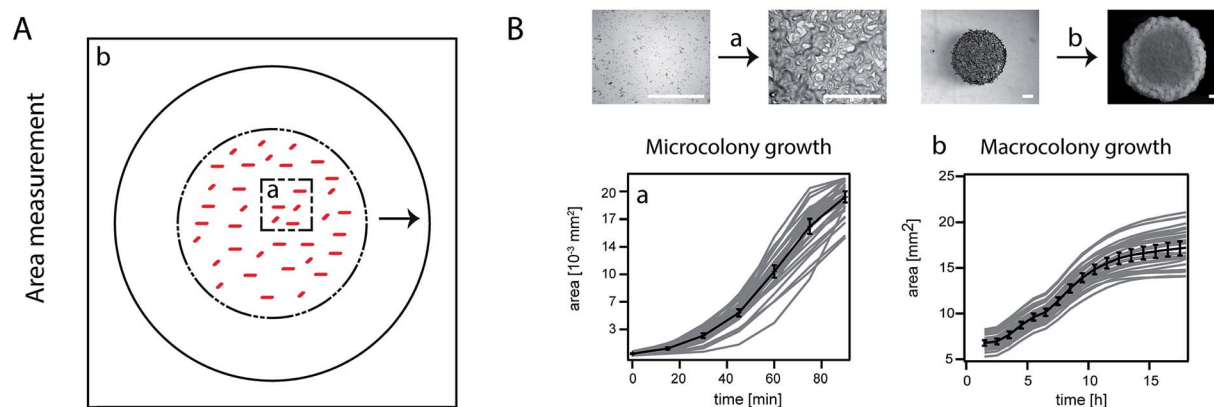 A
Area measurement
b
a
B
a
b
Microcolony growth
a
area [10-3 mm2]
20
17
14
10
7
3
0
20
40
60
80
time [min]
b
Macrocolony growth
area [mm2]
25
20
15
10
5
0
5
10
15
time [h]